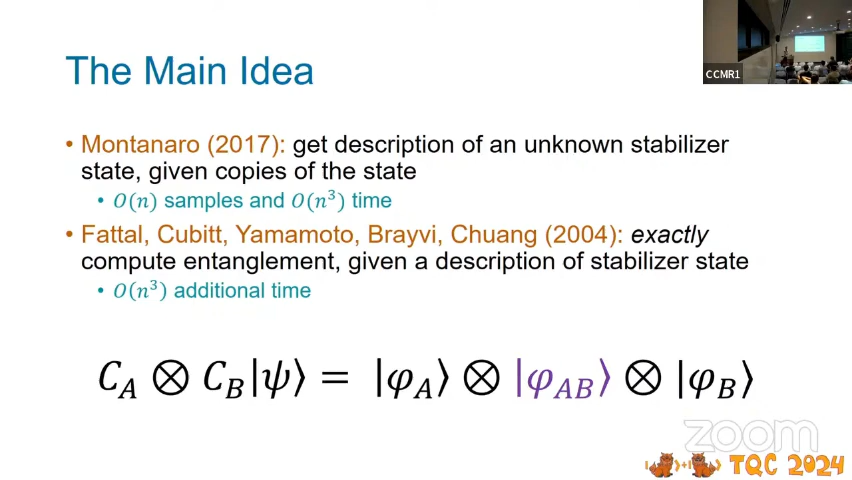 The Main Idea
CCMR1
• Montanaro (2017): get description of an unknown stabilizer
state, given copies of the state
• O(n) samples and O(n³) time
• Fattal, Cubitt, Yamamoto, Brayvi, Chuang (2004): exactly
compute entanglement, given a description of stabilizer state
• O(n³) additional time
C_A ⊗ C_B|ψ⟩ = |φ_A⟩ ⊗ |φ_AB⟩ ⊗ |φ_B⟩
zoom
TQC 2024